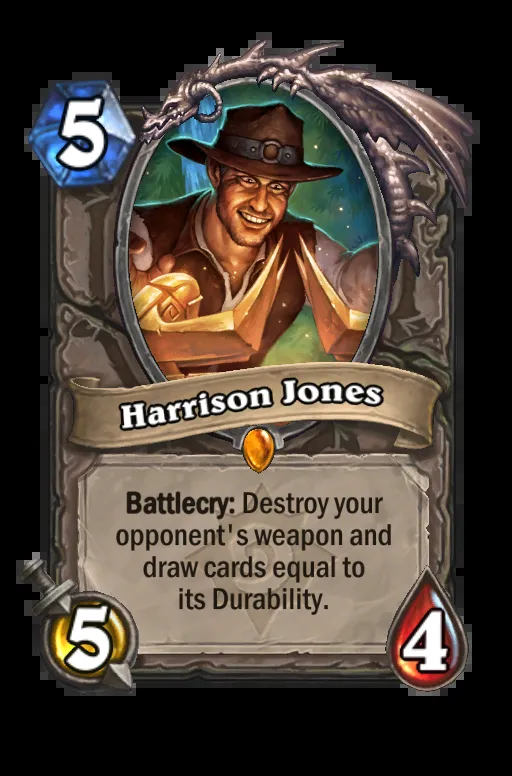 5
Harrison Jones
Battlecry: Destroy your
opponent's weapon and
draw cards equal to
its Durability.
5
4